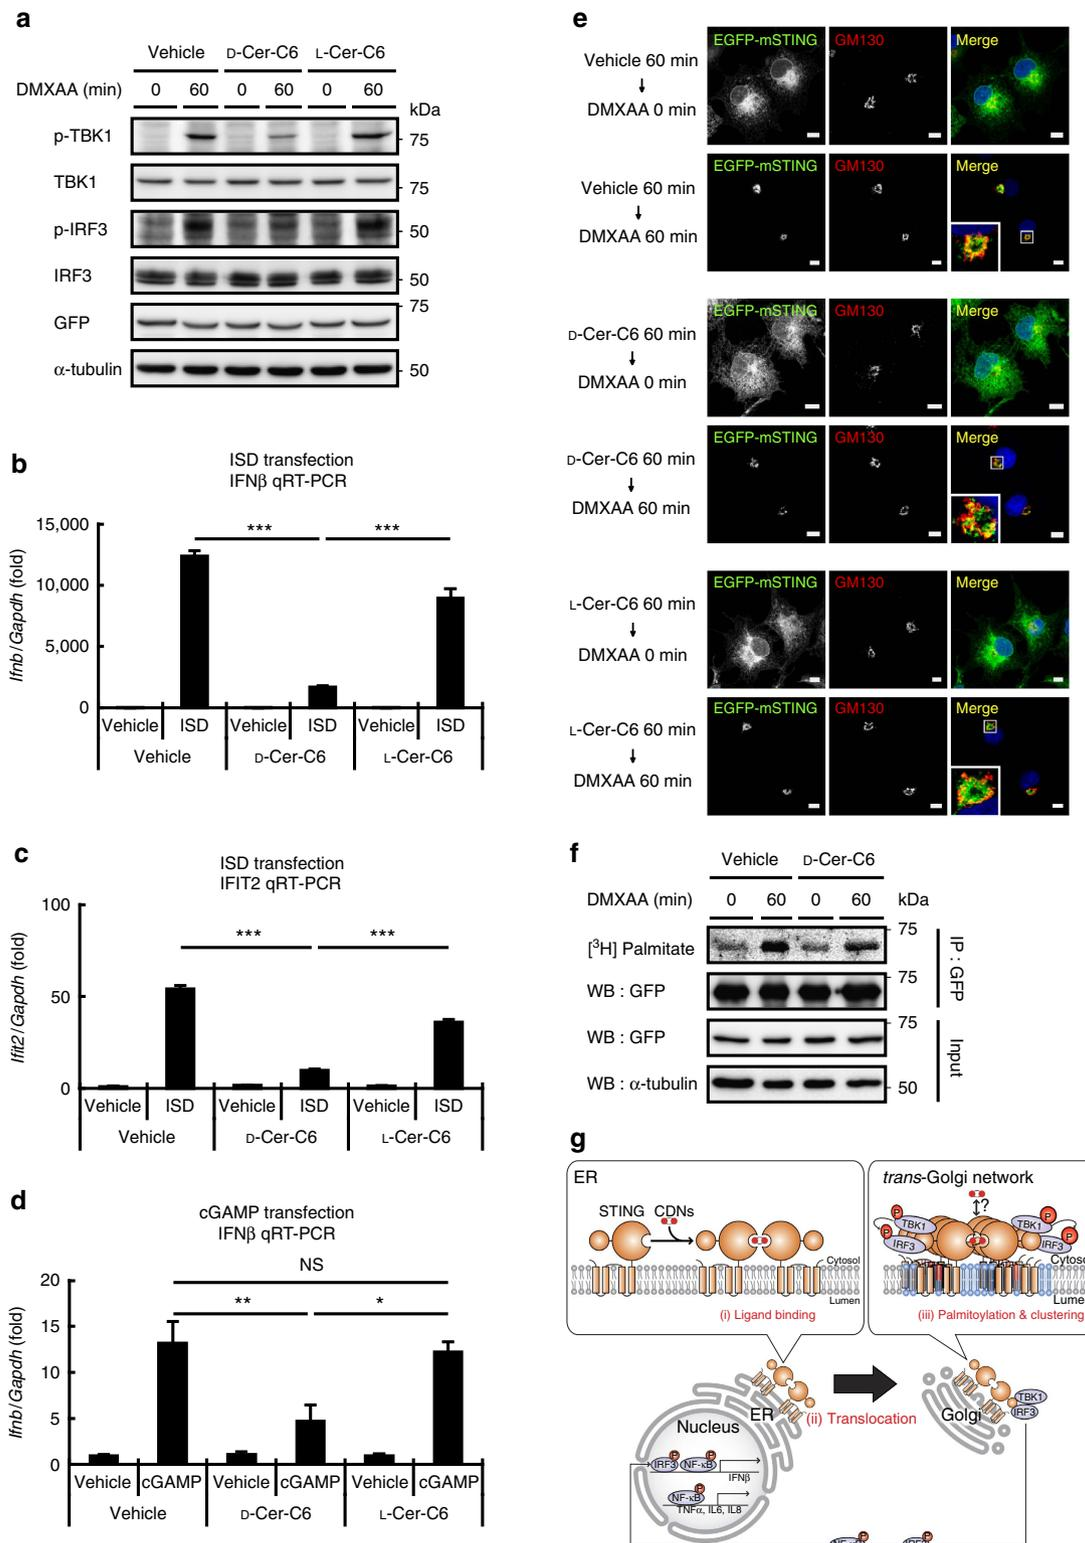 a
Vehicle D-Cer-C6 L-Cer-C6
DMXAA (min) 0 60 0 60 0 60
kDa
p-TBK1 75
TBK1 75
p-IRF3 50
IRF3 50
75
GFP
α-tubulin 50
b
ISD transfection
IFNβ qRT-PCR
Ifnb/Gapdh (fold)
15,000
10,000
5,000
0
*** ***
Vehicle ISD Vehicle ISD Vehicle ISD
Vehicle D-Cer-C6 L-Cer-C6
c
ISD transfection
IFIT2 qRT-PCR
Ifit2/Gapdh (fold)
100
50
0
*** ***
Vehicle ISD Vehicle ISD Vehicle ISD
Vehicle D-Cer-C6 L-Cer-C6
d
cGAMP transfection
IFNβ qRT-PCR
Ifnb/Gapdh (fold)
20
15
10
5
0
NS
** *
Vehicle cGAMP Vehicle cGAMP Vehicle cGAMP
Vehicle D-Cer-C6 L-Cer-C6
e
EGFP-mSTING GM130 Merge
Vehicle 60 min
↓
DMXAA 0 min
EGFP-mSTING GM130 Merge
Vehicle 60 min
↓
DMXAA 60 min
EGFP-mSTING GM130 Merge
D-Cer-C6 60 min
↓
DMXAA 0 min
EGFP-mSTING GM130 Merge
D-Cer-C6 60 min
↓
DMXAA 60 min
EGFP-mSTING GM130 Merge
L-Cer-C6 60 min
↓
DMXAA 0 min
EGFP-mSTING GM130 Merge
L-Cer-C6 60 min
↓
DMXAA 60 min
f
Vehicle D-Cer-C6
DMXAA (min) 0 60 0 60 kDa
75
[³H] Palmitate
75
WB : GFP
IP : GFP
75
WB : GFP
WB : α-tubulin 50
Input
g
ER
STING CDNs
Cytosol
Lumen
(i) Ligand binding
trans-Golgi network
?
P P P P
TBK1 TBK1
IRF3 IRF3
Cytoso
Lume
(iii) Palmitoylation & clustering
ER
(ii) Translocation
Golgi
TBK1
IRF3
Nucleus
P P
IRF3 NF-κB
IFNβ
P
NF-κB
TNFα, IL6, IL8
P P